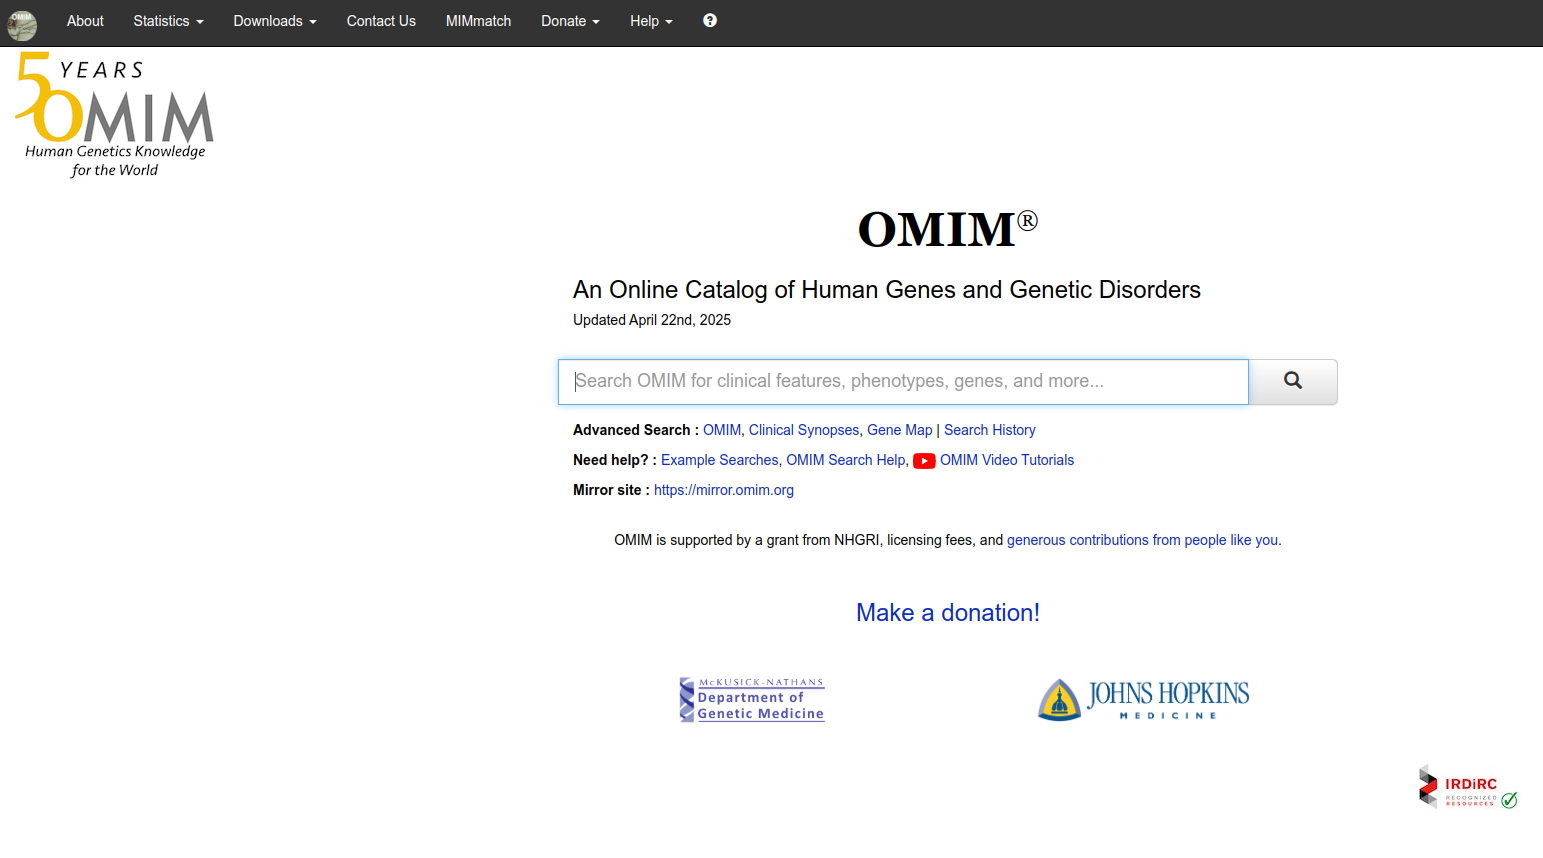 OMIM
About Statistics Downloads Contact Us MIMmatch Donate Help ?
50 YEARS
OMIM
Human Genetics Knowledge
for the World
OMIM®
An Online Catalog of Human Genes and Genetic Disorders
Updated April 22nd, 2025
Search OMIM for clinical features, phenotypes, genes, and more...
Advanced Search : OMIM, Clinical Synopses, Gene Map | Search History
Need help? : Example Searches, OMIM Search Help, OMIM Video Tutorials
Mirror site : https://mirror.omim.org
OMIM is supported by a grant from NHGRI, licensing fees, and generous contributions from people like you.
Make a donation!
McKUSICK-NATHANS
Department of
Genetic Medicine
JOHNS HOPKINS
MEDICINE
IRDiRC
RECOGNIZED
RESOURCES